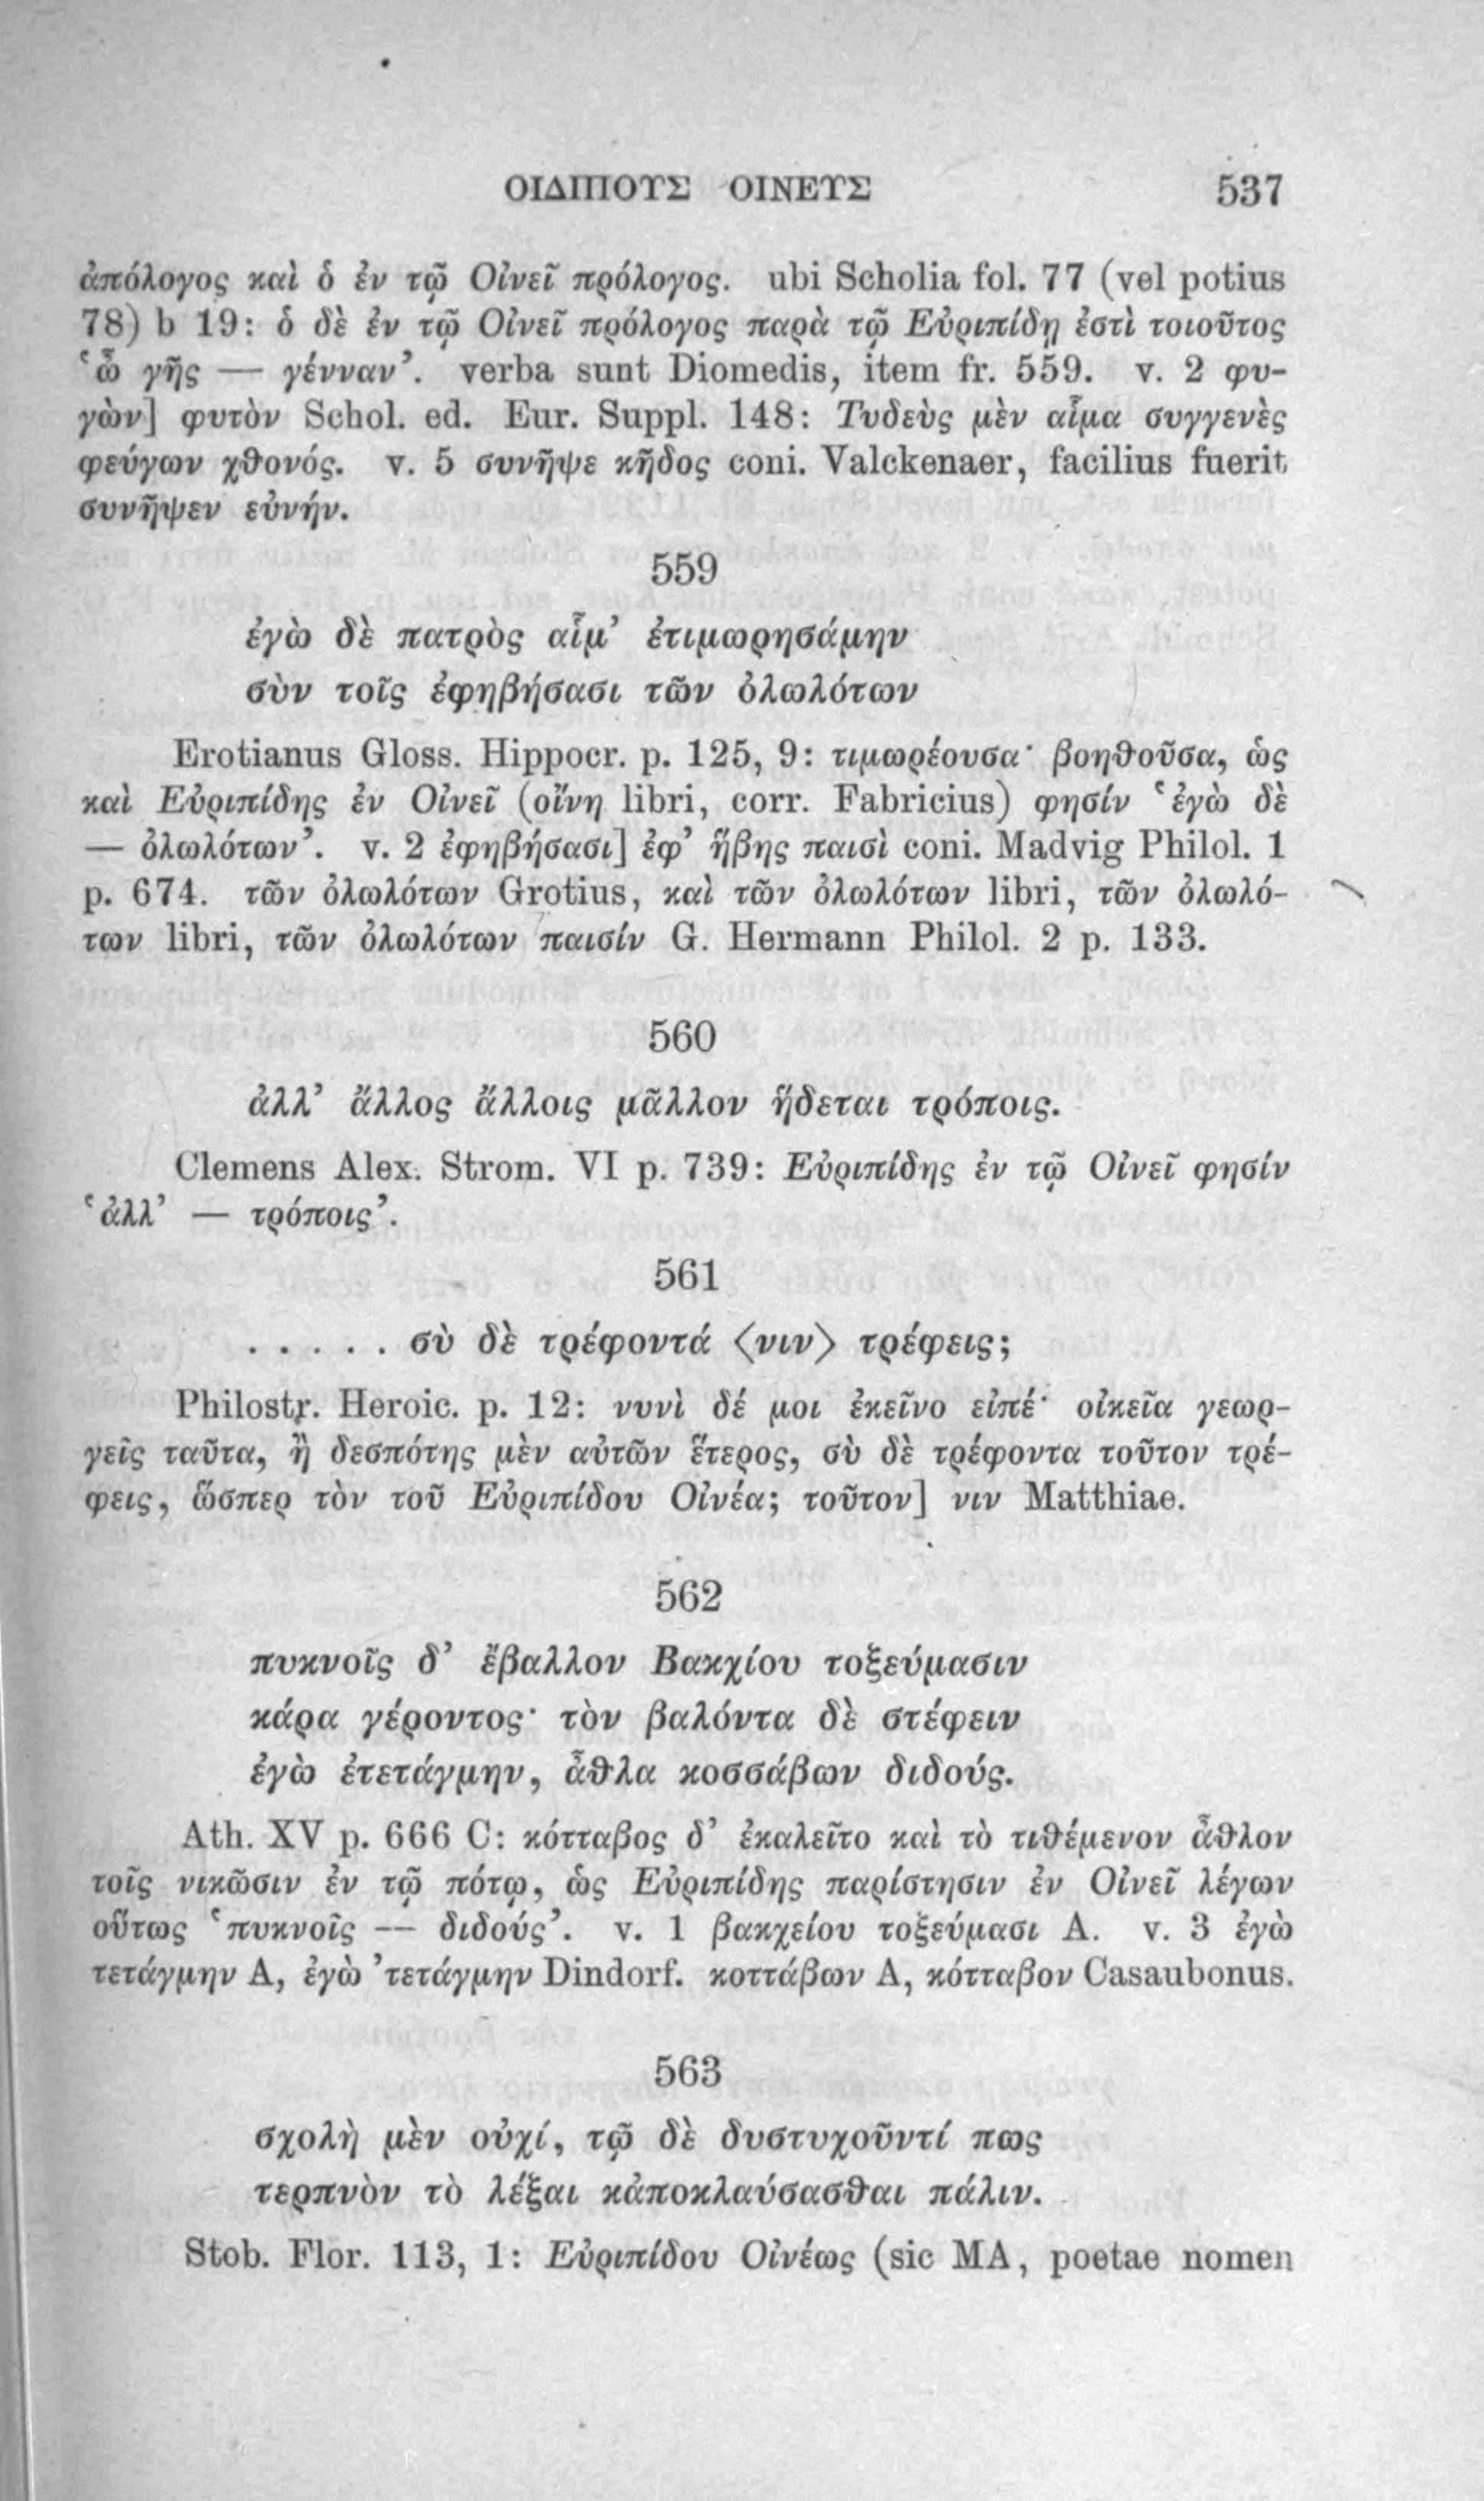 ΟΙΔΙΠΟΥΣ ΟΙΝΕΥΣ 537
ἀπόλογος καὶ ὁ ἐν τῷ Οἰνεῖ πρόλογος. ubi Scholia fol. 77 (vel potius
78) b 19: ὁ δὲ ἐν τῷ Οἰνεῖ πρόλογος παρὰ τῷ Εὐριπίδῃ ἐστὶ τοιοῦτος
‘ὦ γῆς — γένναν’. verba sunt Diomedis, item fr. 559. v. 2 φυ-
γὼν] φυτὸν Schol. ed. Eur. Suppl. 148: Τυδεὺς μὲν αἷμα συγγενὲς
φεύγων χθονός. v. 5 συνῆψε κῆδος coni. Valckenaer, facilius fuerit
συνῆψεν εὐνήν.
559
ἐγὼ δὲ πατρὸς αἷμ’ ἐτιμωρησάμην
σὺν τοῖς ἐφηβήσασι τῶν ὀλωλότων
Erotianus Gloss. Hippocr. p. 125, 9: τιμωρέουσα· βοηθοῦσα, ὡς
καὶ Εὐριπίδης ἐν Οἰνεῖ (οἴνη libri, corr. Fabricius) φησίν ‘ἐγὼ δὲ
— ὀλωλότων’. v. 2 ἐφηβήσασι] ἐφ’ ἥβης παισὶ coni. Madvig Philol. 1
p. 674. τῶν ὀλωλότων Grotius, καὶ τῶν ὀλωλότων libri, τῶν ὀλωλό-
των libri, τῶν ὀλωλότων παισίν G. Hermann Philol. 2 p. 133.
560
ἀλλ’ ἄλλος ἄλλοις μᾶλλον ἥδεται τρόποις.
Clemens Alex. Strom. VI p. 739: Εὐριπίδης ἐν τῷ Οἰνεῖ φησίν
‘ἀλλ’ — τρόποις’.
561
. . . . . σὺ δὲ τρέφοντά ⟨νιν⟩ τρέφεις;
Philostr. Heroic. p. 12: νυνὶ δέ μοι ἐκεῖνο εἰπέ· οἰκεῖα γεωρ-
γεῖς ταῦτα, ἢ δεσπότης μὲν αὐτῶν ἕτερος, σὺ δὲ τρέφοντα τοῦτον τρέ-
φεις, ὥσπερ τὸν τοῦ Εὐριπίδου Οἰνέα; τοῦτον] νιν Matthiae.
562
πυκνοῖς δ’ ἔβαλλον Βακχίου τοξεύμασιν
κάρα γέροντος· τὸν βαλόντα δὲ στέφειν
ἐγὼ ἐτετάγμην, ἆθλα κοσσάβων διδούς.
Ath. XV p. 666 C: κότταβος δ’ ἐκαλεῖτο καὶ τὸ τιθέμενον ἆθλον
τοῖς νικῶσιν ἐν τῷ πότῳ, ὡς Εὐριπίδης παρίστησιν ἐν Οἰνεῖ λέγων
οὕτως ‘πυκνοῖς — διδούς’. v. 1 βακχείου τοξεύμασι A. v. 3 ἐγὼ
τετάγμην A, ἐγὼ ’τετάγμην Dindorf. κοττάβων A, κότταβον Casaubonus.
563
σχολὴ μὲν οὐχί, τῷ δὲ δυστυχοῦντί πως
τερπνὸν τὸ λέξαι κἀποκλαύσασθαι πάλιν.
Stob. Flor. 113, 1: Εὐριπίδου Οἰνέως (sic MA, poetae nomen